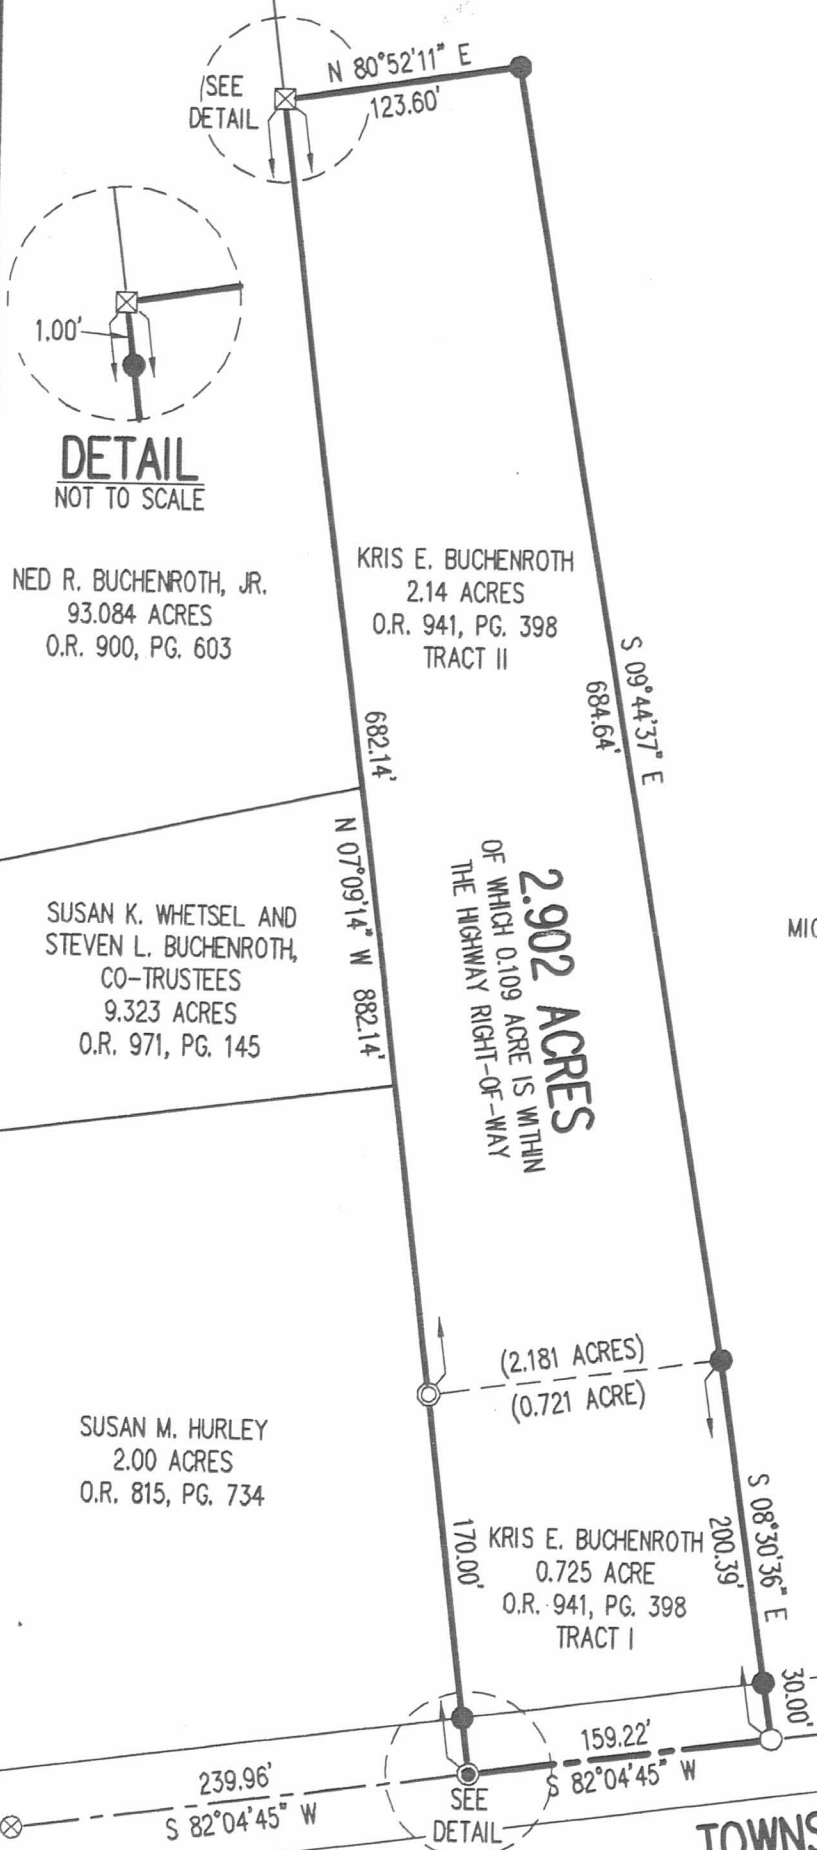 N 80°52'11" E
123.60'
SEE
DETAIL
1.00'
DETAIL
NOT TO SCALE
KRIS E. BUCHENROTH
2.14 ACRES
O.R. 941, PG. 398
TRACT II
NED R. BUCHENROTH, JR.
93.084 ACRES
O.R. 900, PG. 603
S 09°44'37" E
684.64'
682.14'
N 07°09'14" W 882.14'
2.902 ACRES
OF WHICH 0.109 ACRE IS WITHIN
THE HIGHWAY RIGHT-OF-WAY
SUSAN K. WHETSEL AND
STEVEN L. BUCHENROTH,
CO-TRUSTEES
9.323 ACRES
O.R. 971, PG. 145
MIC
(2.181 ACRES)
(0.721 ACRE)
SUSAN M. HURLEY
2.00 ACRES
O.R. 815, PG. 734
170.00'
KRIS E. BUCHENROTH
0.725 ACRE
O.R. 941, PG. 398
TRACT I
S 08°30'36" E
200.39'
30.00'
159.22'
S 82°04'45" W
239.96'
S 82°04'45" W
SEE
DETAIL
TOWNS